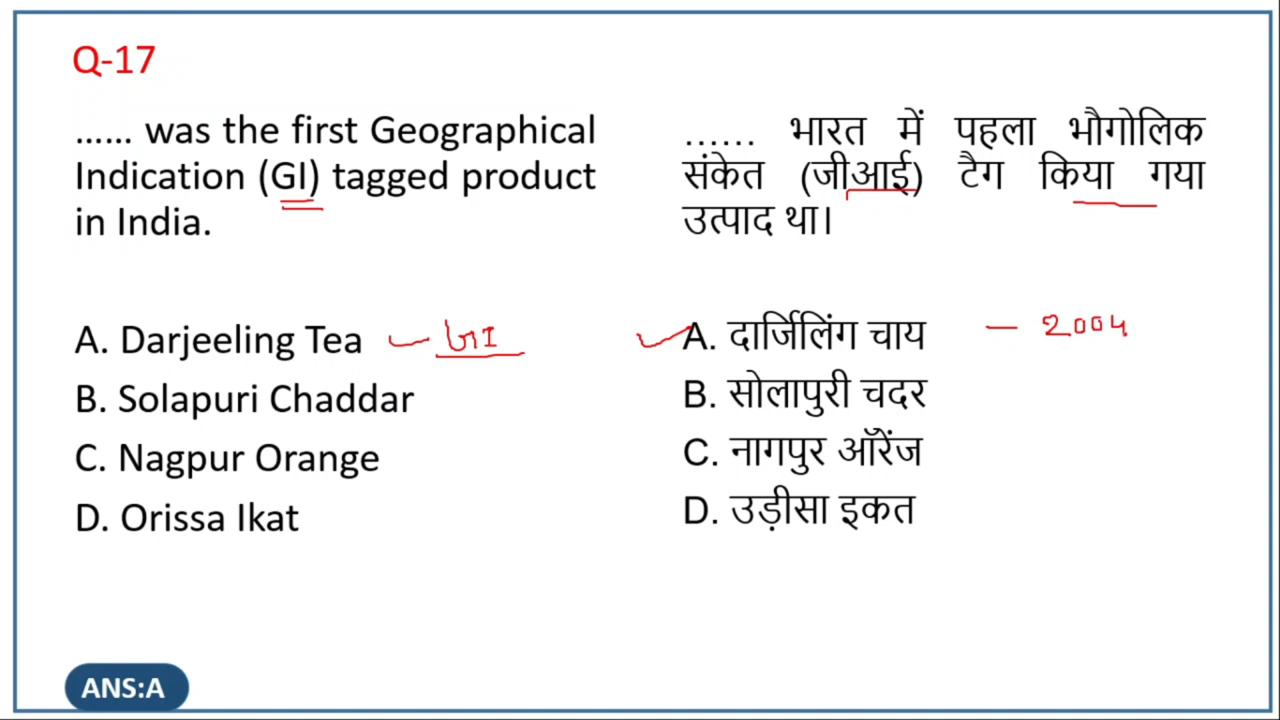 Q-17
...... was the first Geographical
Indication (GI) tagged product
in India.
A. Darjeeling Tea GI
B. Solapuri Chaddar
C. Nagpur Orange
D. Orissa Ikat
...... भारत में पहला भौगोलिक
संकेत (जीआई) टैग किया गया
उत्पाद था।
A. दार्जिलिंग चाय — 2004
B. सोलापुरी चदर
C. नागपुर ऑरेंज
D. उड़ीसा इकत
ANS:A